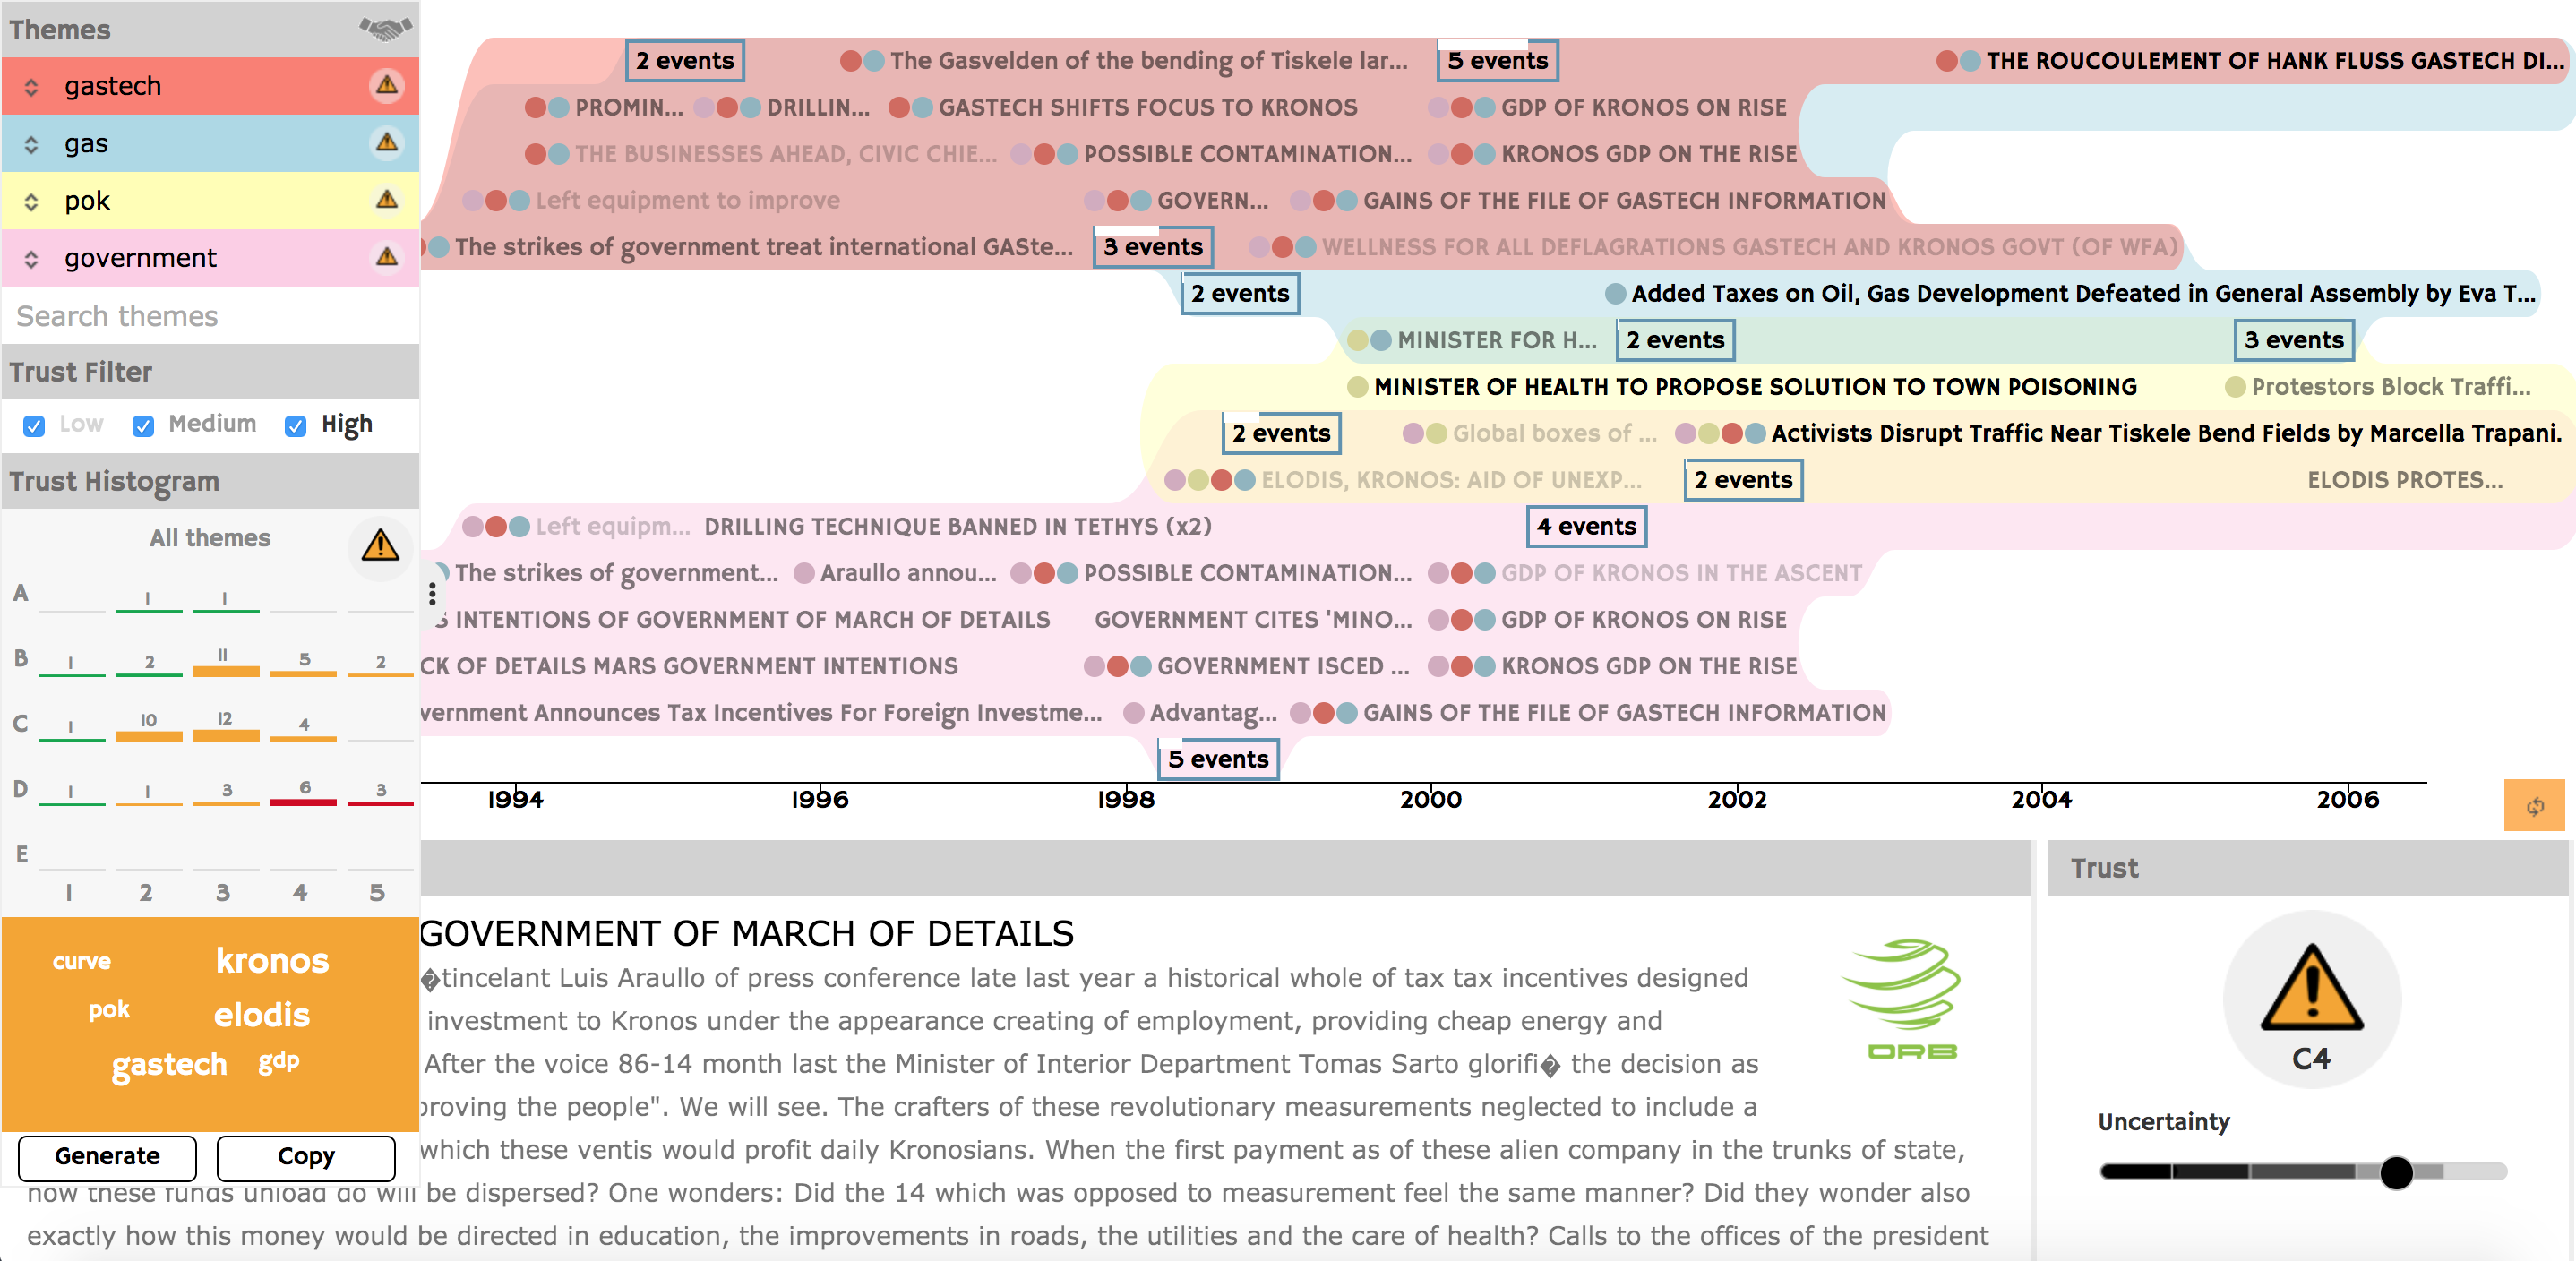 Themes
gastech
gas
pok
government
Search themes
Trust Filter
Low Medium High
Trust Histogram
All themes
A 1 1
B 1 2 11 5 2
C 1 10 12 4
D 1 1 3 6 3
E
1 2 3 4 5
curve kronos
pok elodis
gastech gdp
Generate Copy
2 events The Gasvelden of the bending of Tiskele lar... 5 events THE ROUCOULEMENT OF HANK FLUSS GASTECH DI...
PROMIN... DRILLIN... GASTECH SHIFTS FOCUS TO KRONOS GDP OF KRONOS ON RISE
THE BUSINESSES AHEAD, CIVIC CHIE... POSSIBLE CONTAMINATION... KRONOS GDP ON THE RISE
Left equipment to improve GOVERN... GAINS OF THE FILE OF GASTECH INFORMATION
The strikes of government treat international GASte... 3 events WELLNESS FOR ALL DEFLAGRATIONS GASTECH AND KRONOS GOVT (OF WFA)
2 events Added Taxes on Oil, Gas Development Defeated in General Assembly by Eva T...
MINISTER FOR H... 2 events 3 events
MINISTER OF HEALTH TO PROPOSE SOLUTION TO TOWN POISONING Protestors Block Traffi...
2 events Global boxes of ... Activists Disrupt Traffic Near Tiskele Bend Fields by Marcella Trapani.
ELODIS, KRONOS: AID OF UNEXP... 2 events ELODIS PROTES...
Left equipm... DRILLING TECHNIQUE BANNED IN TETHYS (x2) 4 events
The strikes of government... Araullo annou... POSSIBLE CONTAMINATION... GDP OF KRONOS IN THE ASCENT
S INTENTIONS OF GOVERNMENT OF MARCH OF DETAILS GOVERNMENT CITES 'MINO... GDP OF KRONOS ON RISE
CK OF DETAILS MARS GOVERNMENT INTENTIONS GOVERNMENT ISCED ... KRONOS GDP ON THE RISE
vernment Announces Tax Incentives For Foreign Investme... Advantag... GAINS OF THE FILE OF GASTECH INFORMATION
5 events
1994 1996 1998 2000 2002 2004 2006
GOVERNMENT OF MARCH OF DETAILS
�tincelant Luis Araullo of press conference late last year a historical whole of tax tax incentives designed
investment to Kronos under the appearance creating of employment, providing cheap energy and
After the voice 86-14 month last the Minister of Interior Department Tomas Sarto glorifi� the decision as
proving the people". We will see. The crafters of these revolutionary measurements neglected to include a
which these ventis would profit daily Kronosians. When the first payment as of these alien company in the trunks of state,
how these funds unload do will be dispersed? One wonders: Did the 14 which was opposed to measurement feel the same manner? Did they wonder also
exactly how this money would be directed in education, the improvements in roads, the utilities and the care of health? Calls to the offices of the president
ORB
Trust
C4
Uncertainty